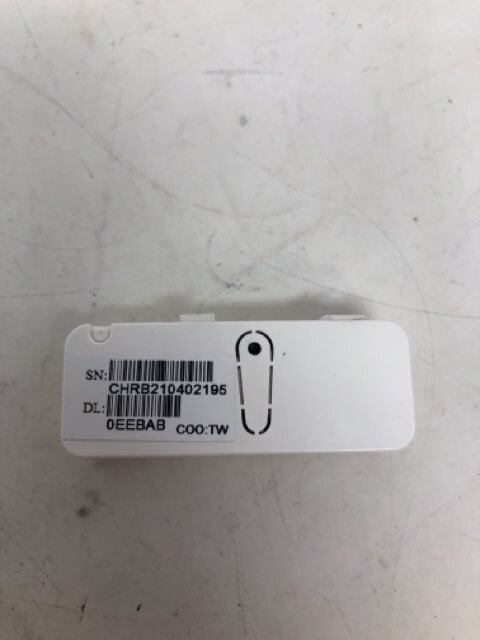 SN:
CHRB210402195
DL:
0EEBAB COO:TW